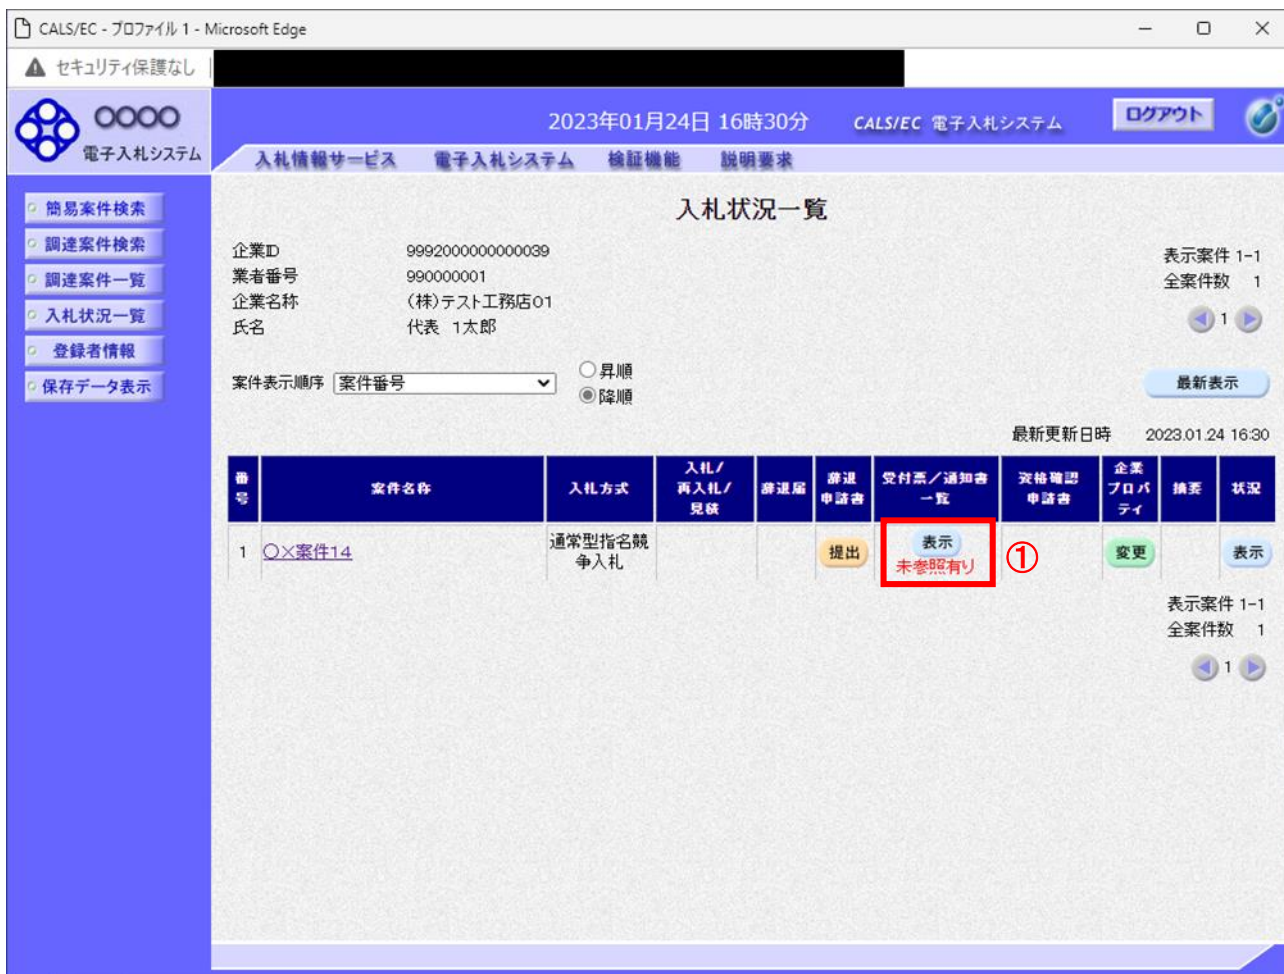 CALS/EC - プロファイル 1 - Microsoft Edge
セキュリティ保護なし
〇〇〇〇
電子入札システム
2023年01月24日 16時30分
CALS/EC 電子入札システム
ログアウト
入札情報サービス 電子入札システム 検証機能 説明要求
簡易案件検索
調達案件検索
調達案件一覧
入札状況一覧
登録者情報
保存データ表示
入札状況一覧
企業ID 9992000000000039
業者番号 990000001
企業名称 (株)テスト工務店01
氏名 代表 1太郎
表示案件 1-1
全案件数 1
1
案件表示順序 案件番号
昇順
降順
最新表示
最新更新日時 2023.01.24 16:30
番号 案件名称 入札方式 入札/再入札/見積 辞退届 辞退申請書 受付票/通知書一覧 資格確認申請書 企業プロパティ 摘要 状況
1 〇×案件14 通常型指名競争入札 提出 表示 未参照有り 変更 表示
①
表示案件 1-1
全案件数 1
1